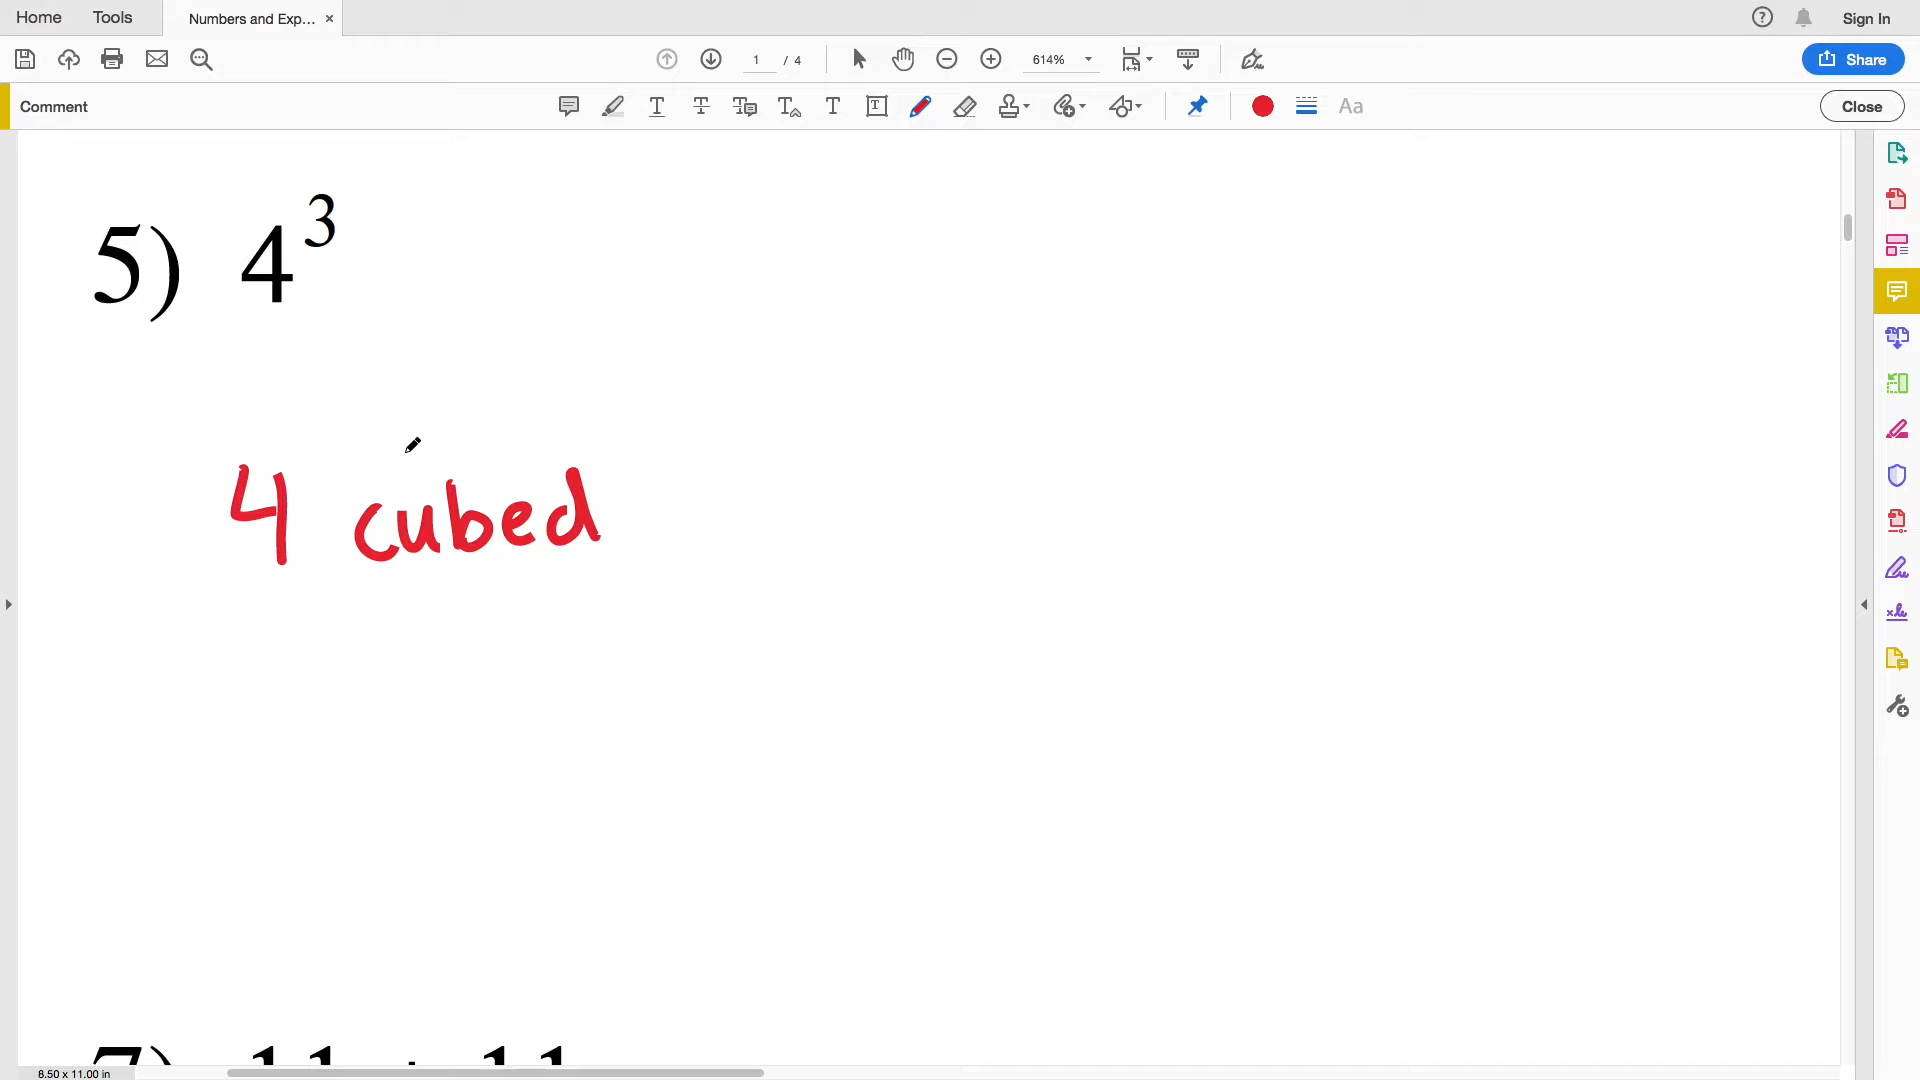 Home Tools Numbers and Exp... × Sign In
1 / 4 614% Share
Comment Aa Close
5) 4³
4 cubed
8.50 x 11.00 in